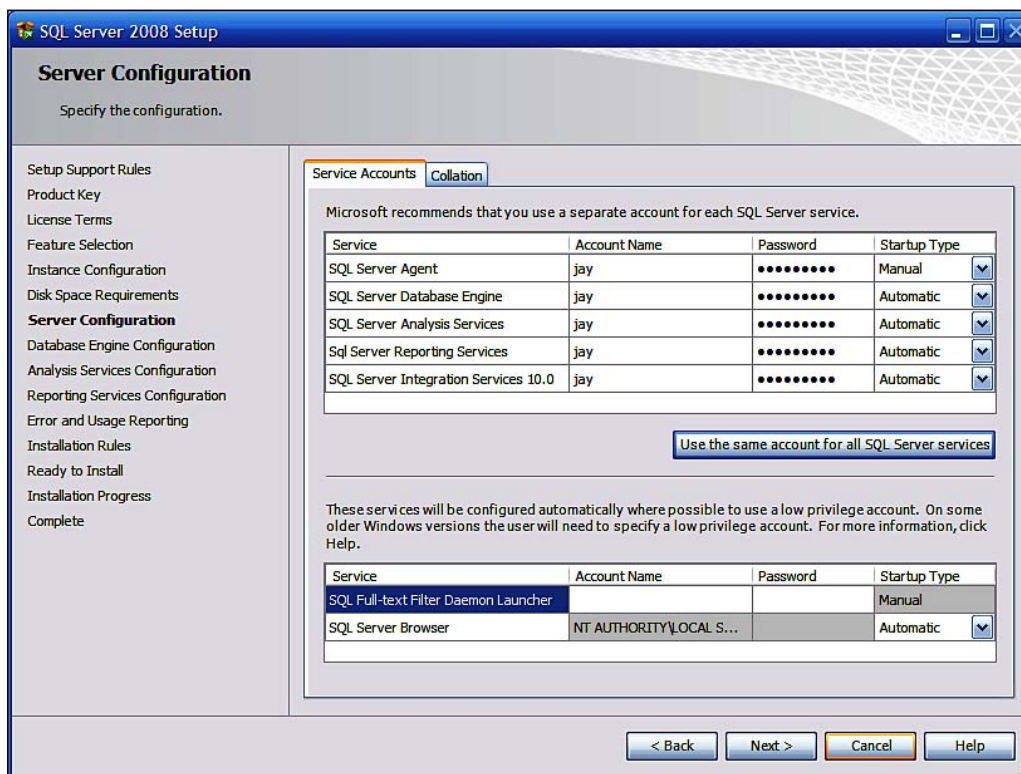 SQL Server 2008 Setup
Server Configuration
Specify the configuration.
Setup Support Rules
Product Key
License Terms
Feature Selection
Instance Configuration
Disk Space Requirements
Server Configuration
Database Engine Configuration
Analysis Services Configuration
Reporting Services Configuration
Error and Usage Reporting
Installation Rules
Ready to Install
Installation Progress
Complete
Service Accounts Collation
Microsoft recommends that you use a separate account for each SQL Server service.
Service Account Name Password Startup Type
SQL Server Agent jay ●●●●●●●●● Manual
SQL Server Database Engine jay ●●●●●●●●● Automatic
SQL Server Analysis Services jay ●●●●●●●●● Automatic
Sql Server Reporting Services jay ●●●●●●●●● Automatic
SQL Server Integration Services 10.0 jay ●●●●●●●●● Automatic
Use the same account for all SQL Server services
These services will be configured automatically where possible to use a low privilege account. On some
older Windows versions the user will need to specify a low privilege account. For more information, click
Help.
Service Account Name Password Startup Type
SQL Full-text Filter Daemon Launcher Manual
SQL Server Browser NT AUTHORITY\LOCAL S... Automatic
< Back Next > Cancel Help